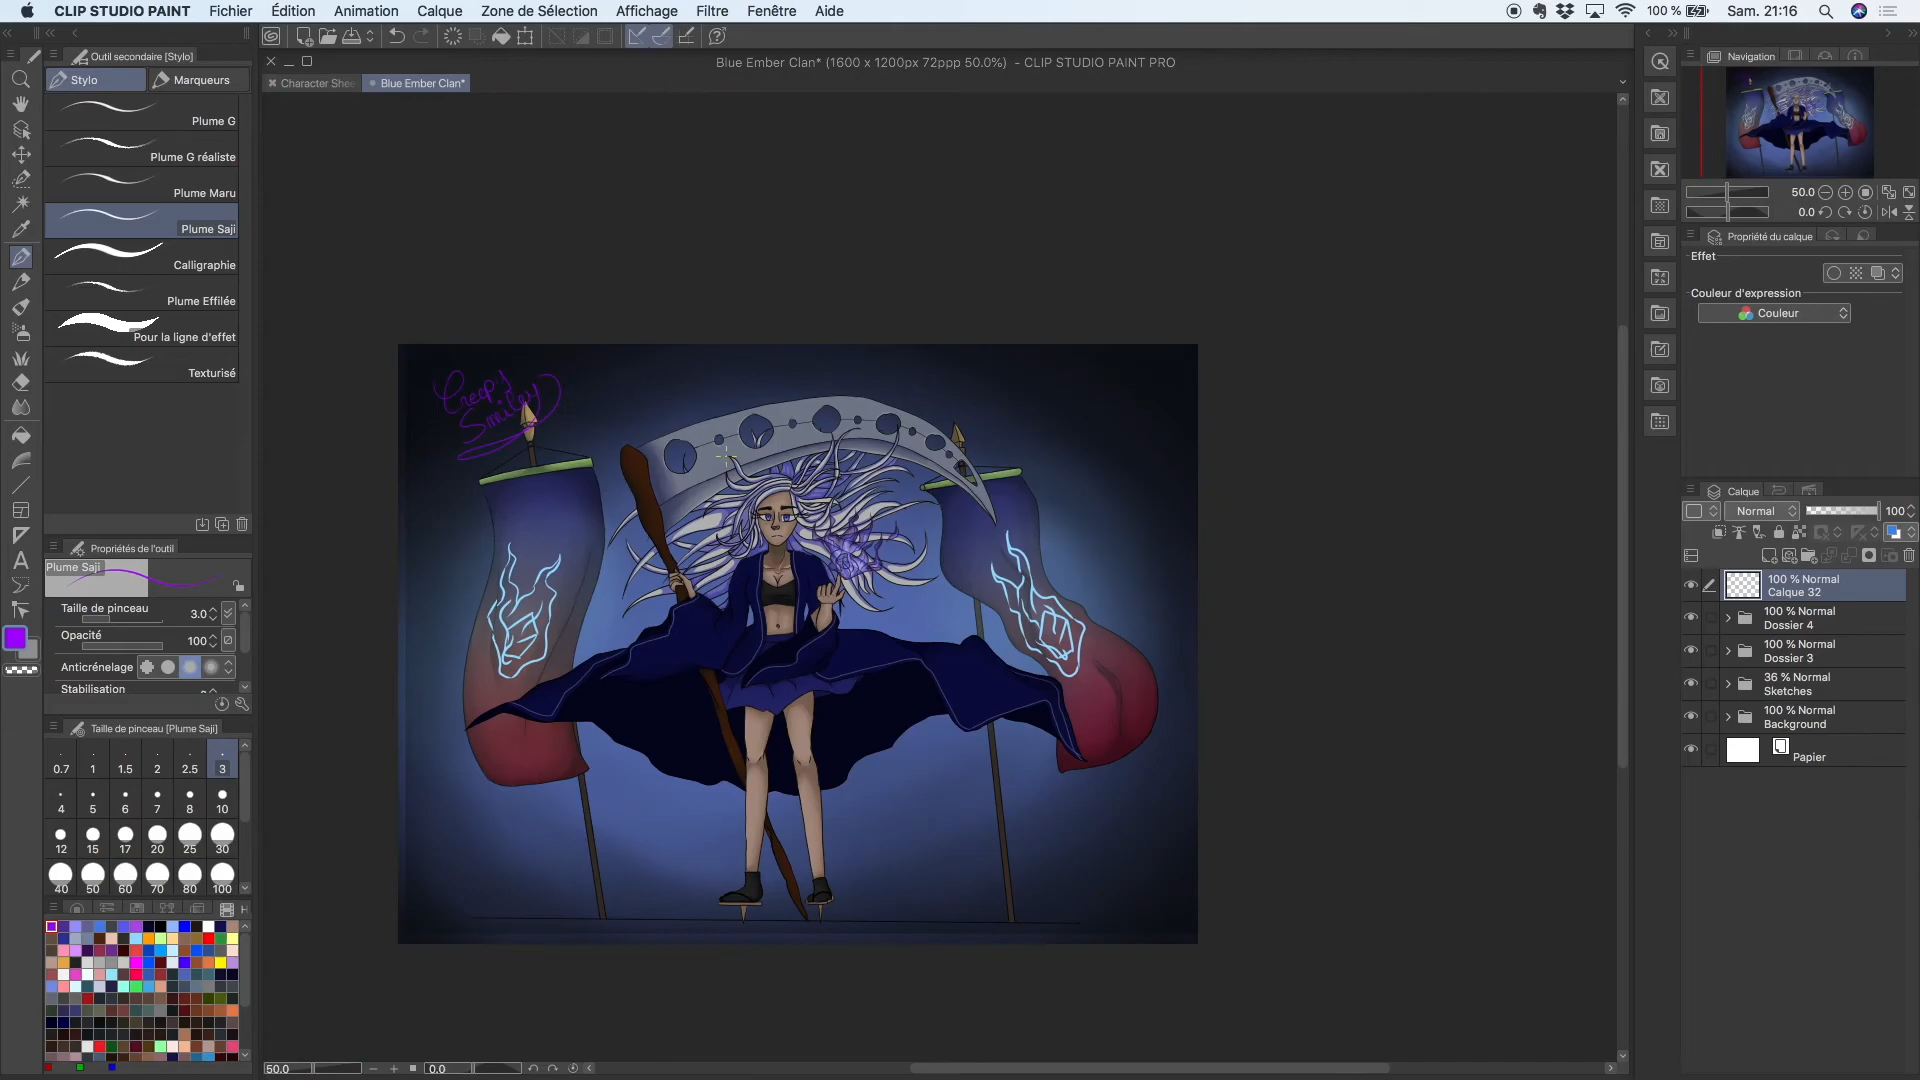 CLIP STUDIO PAINT Fichier Édition Animation Calque Zone de Sélection Affichage Filtre Fenêtre Aide 100 % Sam. 21:16
Outil secondaire [Stylo]
Stylo Marqueurs
Plume G
Plume G réaliste
Plume Maru
Plume Saji
Calligraphie
Plume Effilée
Pour la ligne d'effet
Texturisé
Propriétés de l'outil
Plume Saji
Taille de pinceau 3.0
Opacité 100
Anticrénelage
Stabilisation
Taille de pinceau [Plume Saji]
0.7 1 1.5 2 2.5 3
4 5 6 7 8 10
12 15 17 20 25 30
40 50 60 70 80 100
Blue Ember Clan* (1600 x 1200px 72ppp 50.0%) - CLIP STUDIO PAINT PRO
Character Shee
Blue Ember Clan*
Creepy
Smiley
50.0 0.0
Navigation
50.0
0.0
Propriété du calque
Effet
Couleur d'expression
Couleur
Calque
Normal 100
100 % Normal
Calque 32
100 % Normal
Dossier 4
100 % Normal
Dossier 3
36 % Normal
Sketches
100 % Normal
Background
Papier